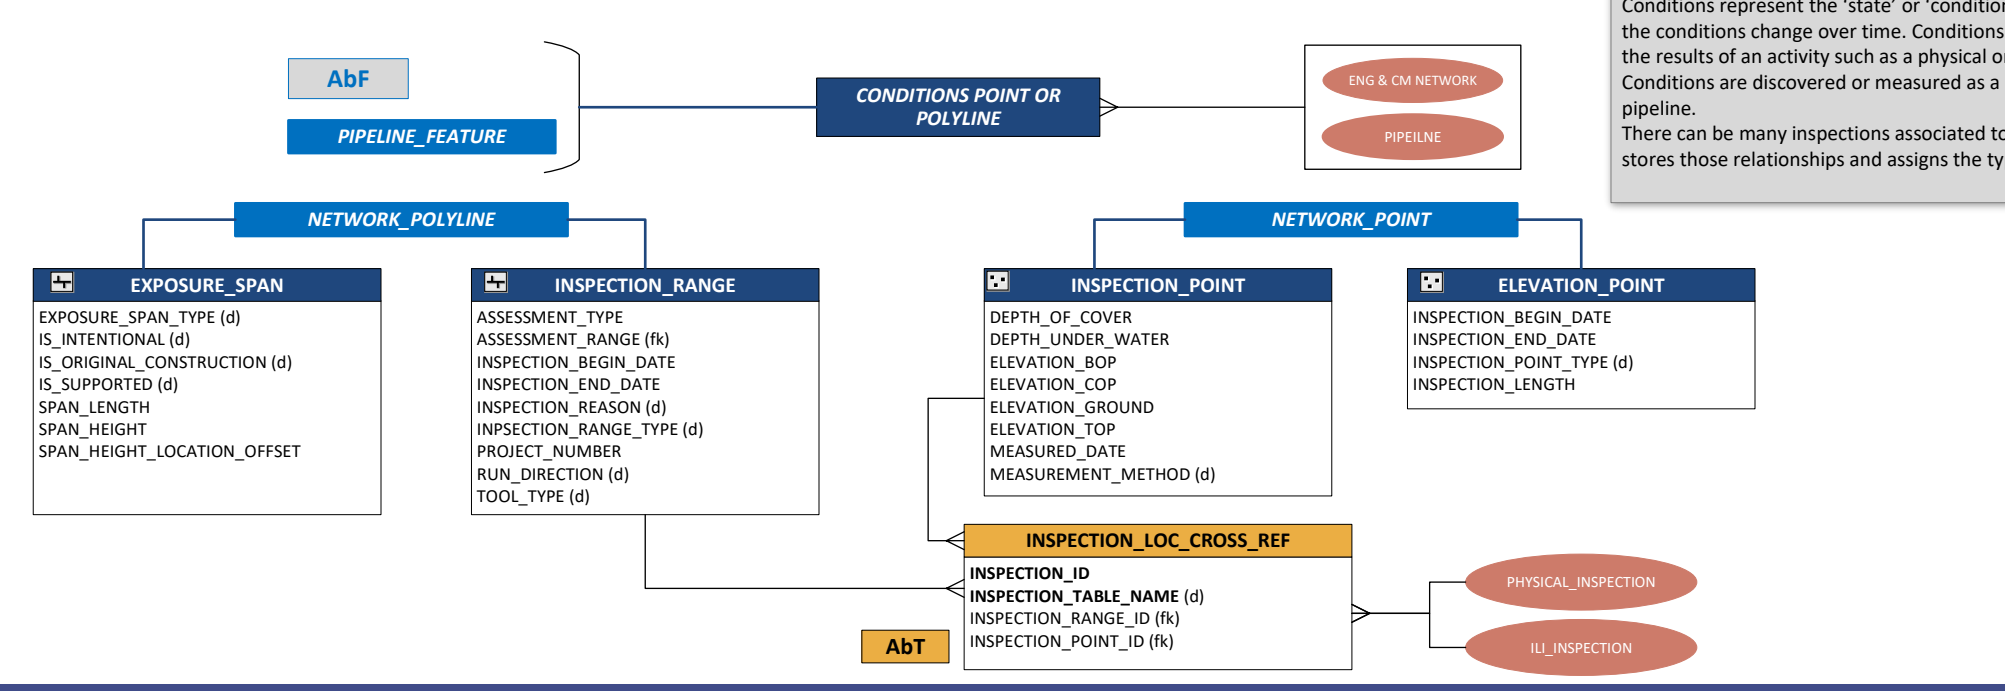 Conditions represent the ‘state’ or ‘condition
the conditions change over time. Conditions
the results of an activity such as a physical or
Conditions are discovered or measured as a
pipeline.
There can be many inspections associated to
stores those relationships and assigns the ty
AbF
PIPELINE_FEATURE
CONDITIONS POINT OR
POLYLINE
ENG & CM NETWORK
PIPEILNE
NETWORK_POLYLINE
NETWORK_POINT
EXPOSURE_SPAN
EXPOSURE_SPAN_TYPE (d)
IS_INTENTIONAL (d)
IS_ORIGINAL_CONSTRUCTION (d)
IS_SUPPORTED (d)
SPAN_LENGTH
SPAN_HEIGHT
SPAN_HEIGHT_LOCATION_OFFSET
INSPECTION_RANGE
ASSESSMENT_TYPE
ASSESSMENT_RANGE (fk)
INSPECTION_BEGIN_DATE
INSPECTION_END_DATE
INSPECTION_REASON (d)
INPSECTION_RANGE_TYPE (d)
PROJECT_NUMBER
RUN_DIRECTION (d)
TOOL_TYPE (d)
INSPECTION_POINT
DEPTH_OF_COVER
DEPTH_UNDER_WATER
ELEVATION_BOP
ELEVATION_COP
ELEVATION_GROUND
ELEVATION_TOP
MEASURED_DATE
MEASUREMENT_METHOD (d)
ELEVATION_POINT
INSPECTION_BEGIN_DATE
INSPECTION_END_DATE
INSPECTION_POINT_TYPE (d)
INSPECTION_LENGTH
INSPECTION_LOC_CROSS_REF
INSPECTION_ID
INSPECTION_TABLE_NAME (d)
INSPECTION_RANGE_ID (fk)
INSPECTION_POINT_ID (fk)
AbT
PHYSICAL_INSPECTION
ILI_INSPECTION